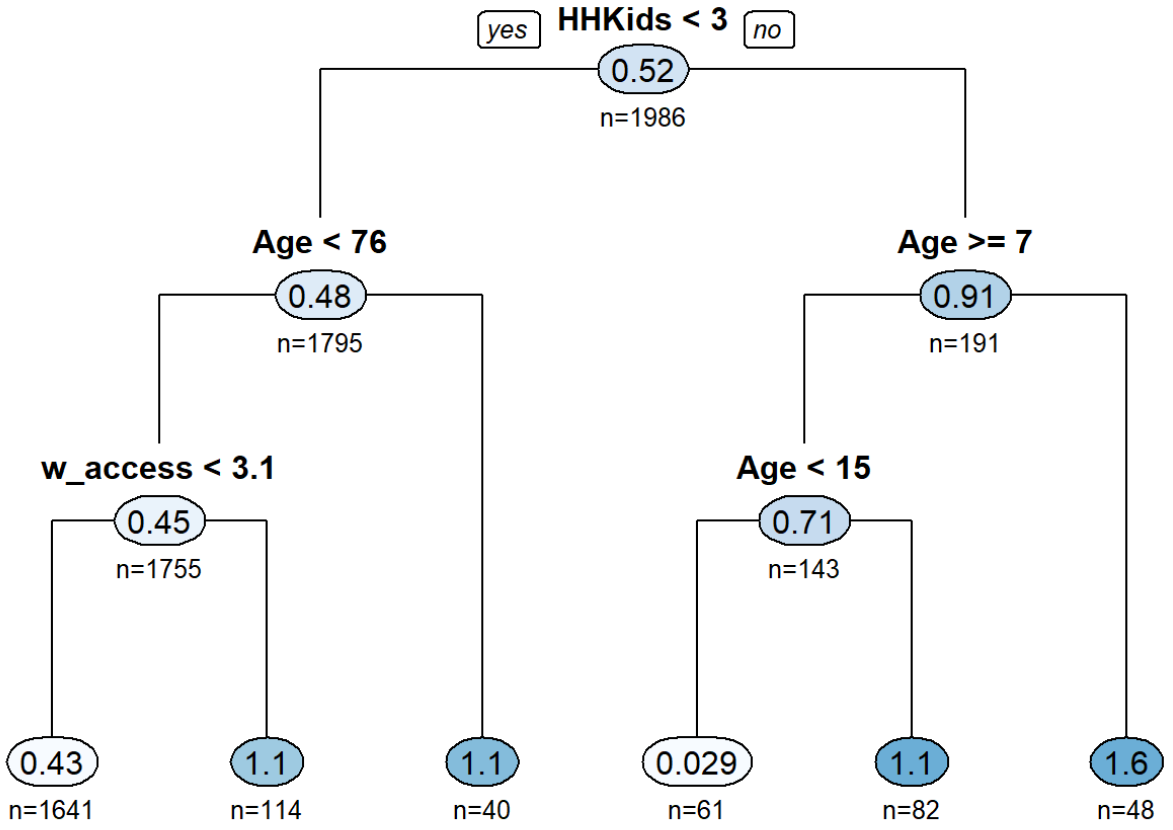 yes HHKids < 3 no
0.52
n=1986
Age < 76 Age >= 7
0.48 0.91
n=1795 n=191
w_access < 3.1 Age < 15
0.45 0.71
n=1755 n=143
0.43 1.1 1.1 0.029 1.1 1.6
n=1641 n=114 n=40 n=61 n=82 n=48